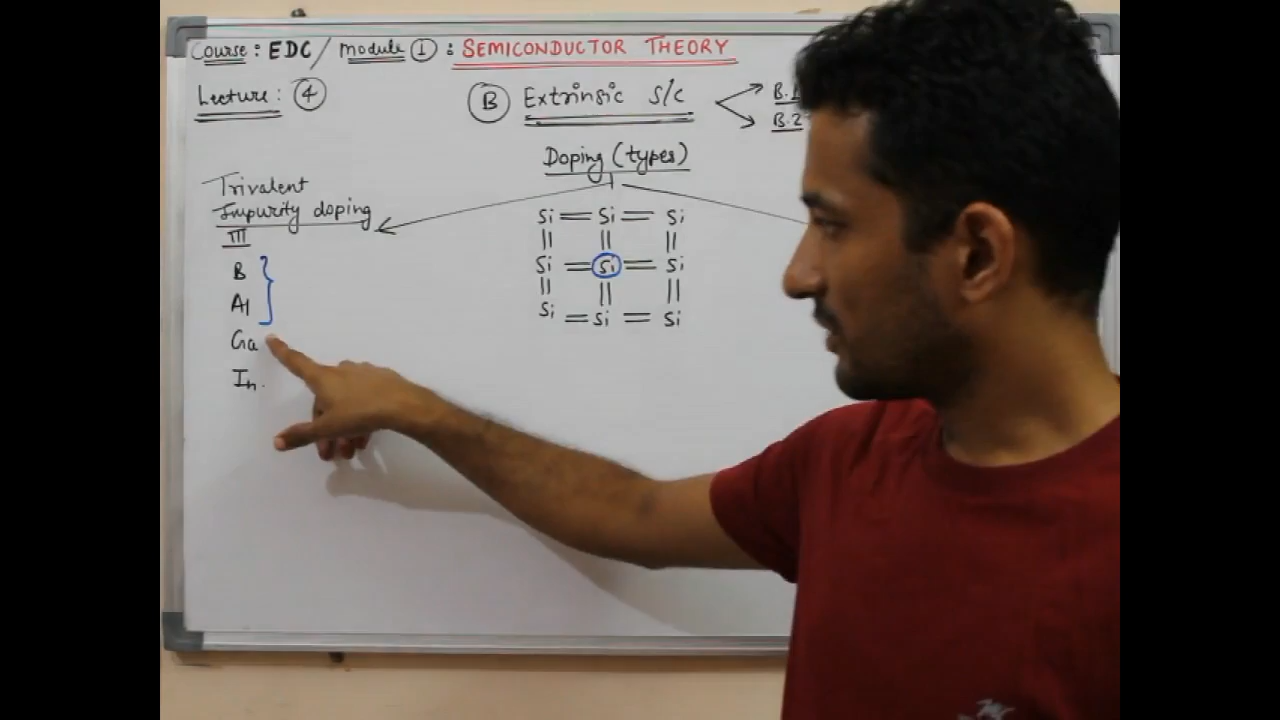 Course: EDC / Module ①: SEMICONDUCTOR THEORY
Lecture: ④
Ⓑ Extrinsic S/C
B.1
B.2
Doping (types)
Trivalent
Impurity doping
III
B
Al
Ga
In.
Si = Si = Si
Si = Si = Si
Si = Si = Si